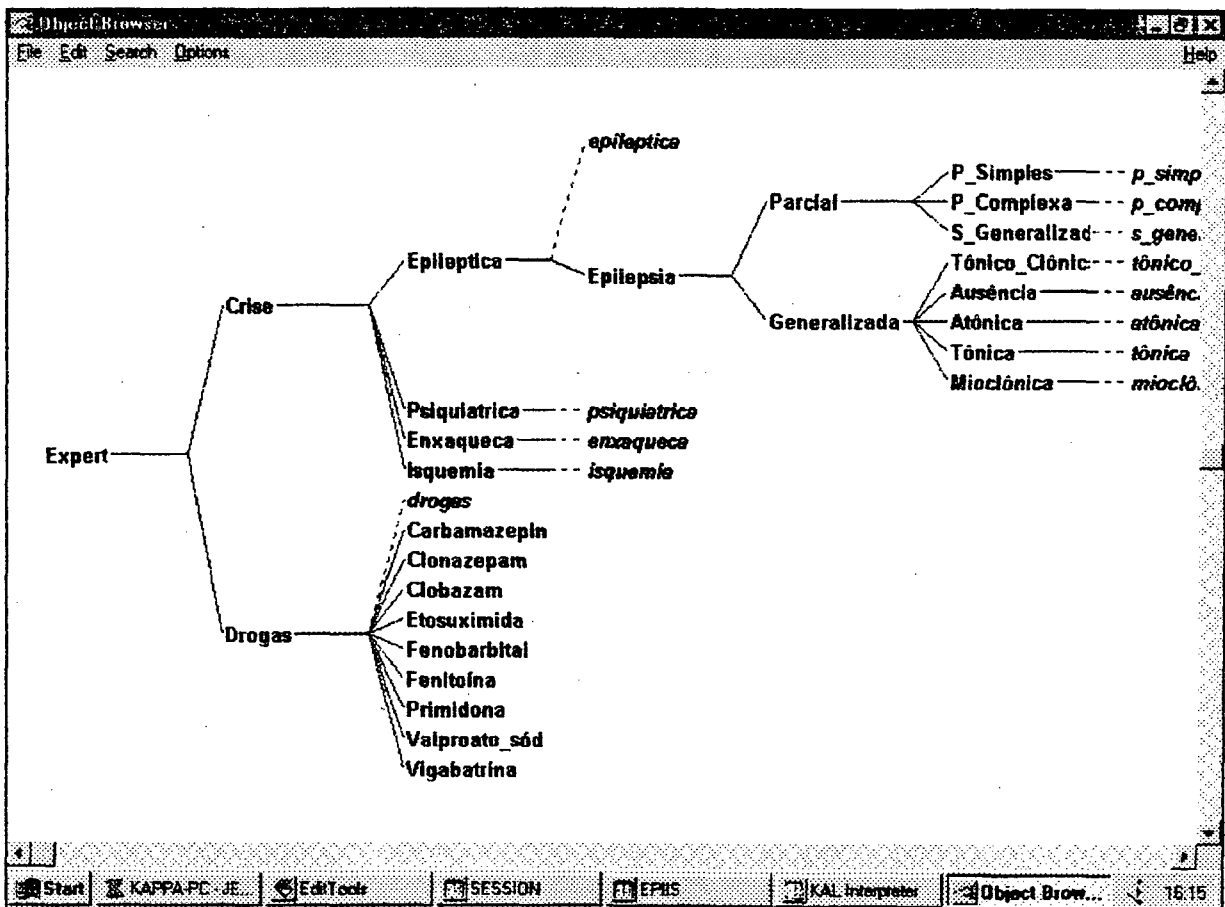 Object Browser
File Edit Search Options Help
epileptica
P_Simples p_simp
Parcial P_Complexa p_comp
S_Generalizad s_gene
Epileptica Epilepsia Tônico_Clônic tônico_
Crise Ausência ausênc
Generalizada Atônica atônica
Tônica tônica
Mioclônica mioclô
Psiquiatrica psiquiatrica
Enxaqueca enxaqueca
Expert
Isquemia isquemia
drogas
Carbamazepin
Clonazepam
Clobazam
Etosuximida
Drogas
Fenobarbital
Fenitoína
Primidona
Valproato_sód
Vigabatrina
Start KAPPA-PC - JE... EditTools SESSION EPIIS KAL Interpreter Object Brow... 16:15